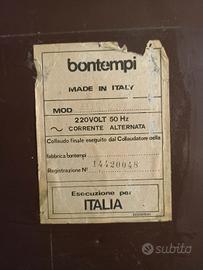 bontempi
MADE IN ITALY
MOD
220VOLT 50 Hz
~ CORRENTE ALTERNATA
Collaudo finale eseguito dal Collaudatore della
fabbrica bontempi
Registrazione N° 14420048
Esecuzione per
ITALIA
subito